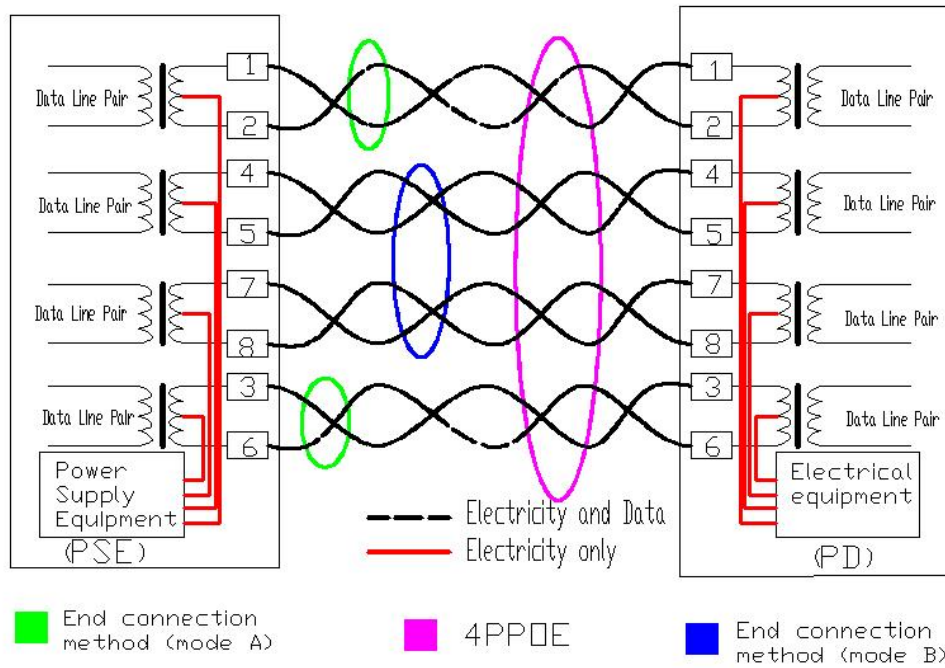 1
1
Data Line Pair
Data Line Pair
2
2
4
4
Data Line Pair
Data Line Pair
5
5
7
7
Data Line Pair
Data Line Pair
8
8
3
3
Data Line Pair
Data Line Pair
6
6
Power
Supply
Equlpment
(PSE)
Electrical
equipment
(PD)
Electricity and Data
Electricity only
End connection
method (mode A)
4PPOE
End connection
method (mode B)